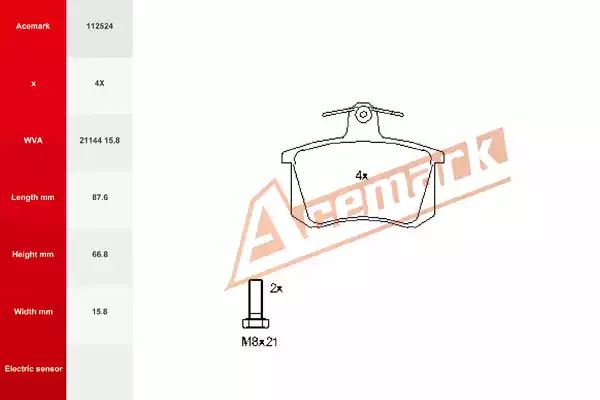 Acemark 112524
x 4X
WVA 21144 15.8
Length mm 87.6
Height mm 66.8
Width mm 15.8
Electric sensor
4x
Acemark
2x
M8x21